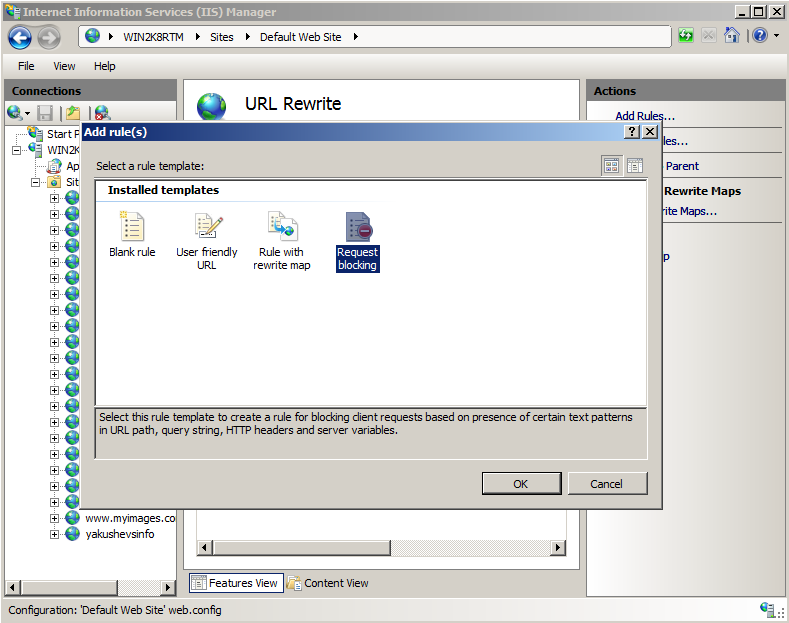 Internet Information Services (IIS) Manager
WIN2K8RTM
Sites
Default Web Site
File
View
Help
Connections
Start P
WIN2K
Ap
Sit
www.myimages.co
yakushevsinfo
URL Rewrite
Add rule(s)
Select a rule template:
Installed templates
Blank rule
User friendly
URL
Rule with
rewrite map
Request
blocking
Select this rule template to create a rule for blocking client requests based on presence of certain text patterns
in URL path, query string, HTTP headers and server variables.
OK
Cancel
Features View
Content View
Actions
Add Rules...
les...
Parent
Rewrite Maps
rite Maps...
p
Configuration: 'Default Web Site' web.config